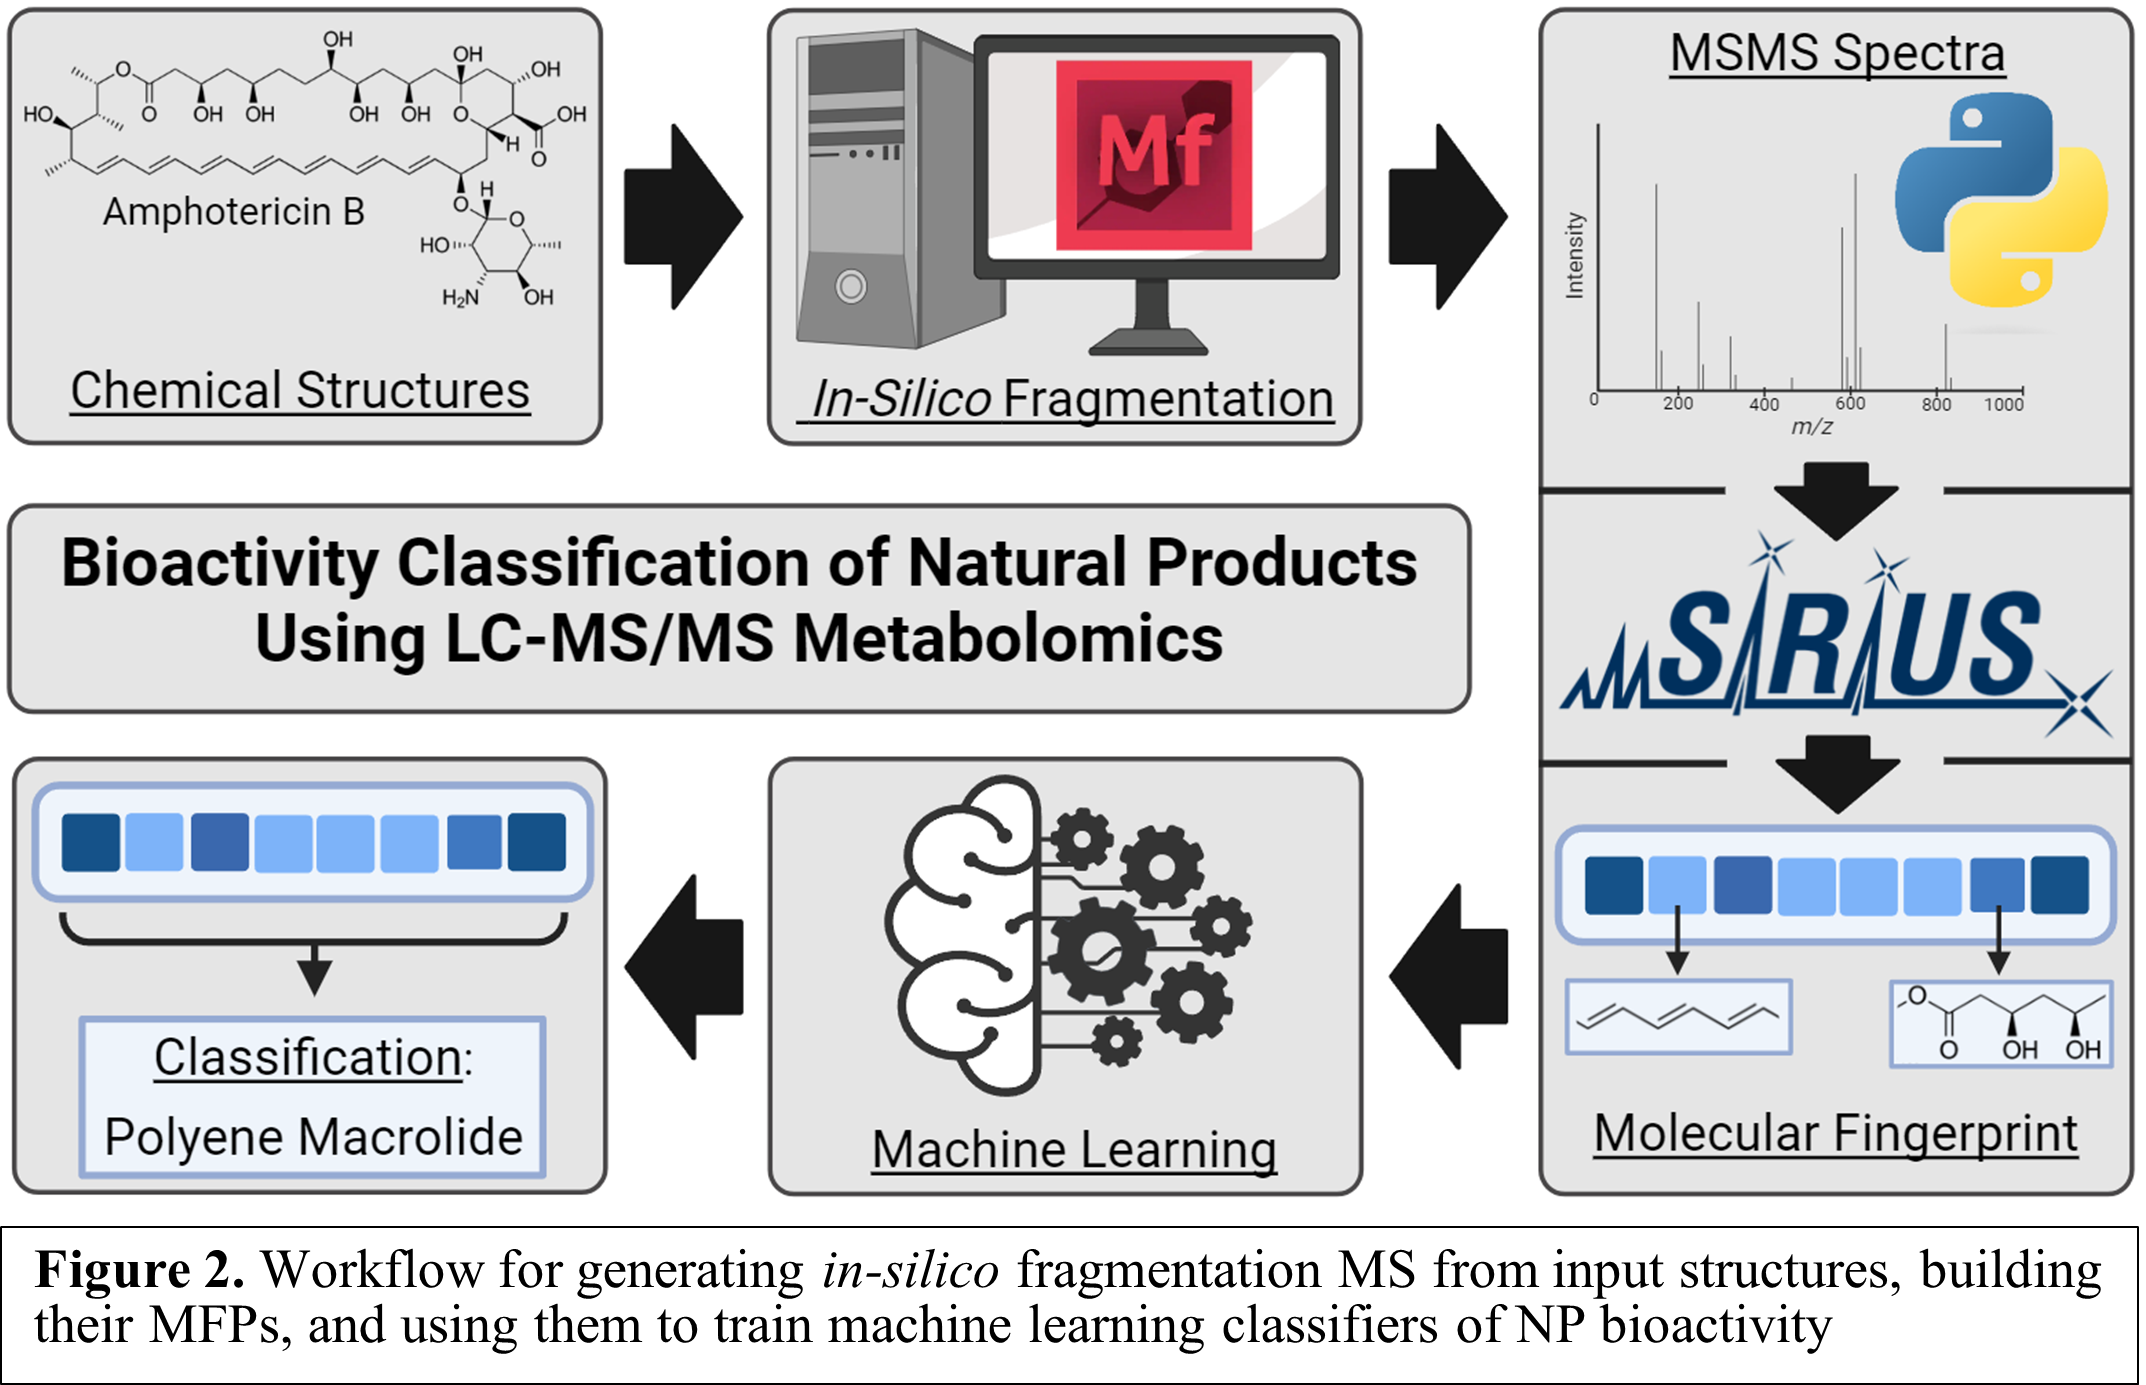 OH
OH
OH
O
HO
O
OH
OH
OH
OH
O
OH
H
O
Amphotericin B
H
O
O
HO
H₂N
OH
Chemical Structures
Mf
In-Silico Fragmentation
MSMS Spectra
Intensity
0 200 400 600 800 1000
m/z
Bioactivity Classification of Natural Products
Using LC-MS/MS Metabolomics
SIRIUS
O
O
OH
OH
Molecular Fingerprint
Machine Learning
Classification:
Polyene Macrolide
Figure 2. Workflow for generating in-silico fragmentation MS from input structures, building
their MFPs, and using them to train machine learning classifiers of NP bioactivity